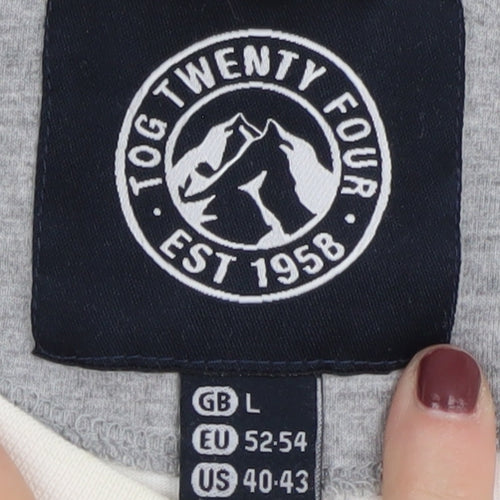 TOG TWENTY FOUR
• EST 1958 •
GB L
EU 52-54
US 40-43